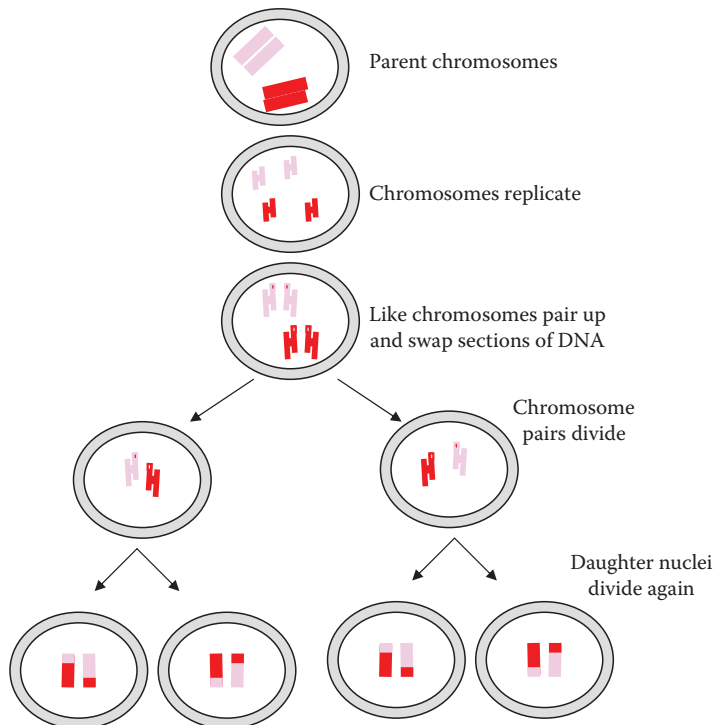 Parent chromosomes
Chromosomes replicate
Like chromosomes pair up
and swap sections of DNA
Chromosome
pairs divide
Daughter nuclei
divide again